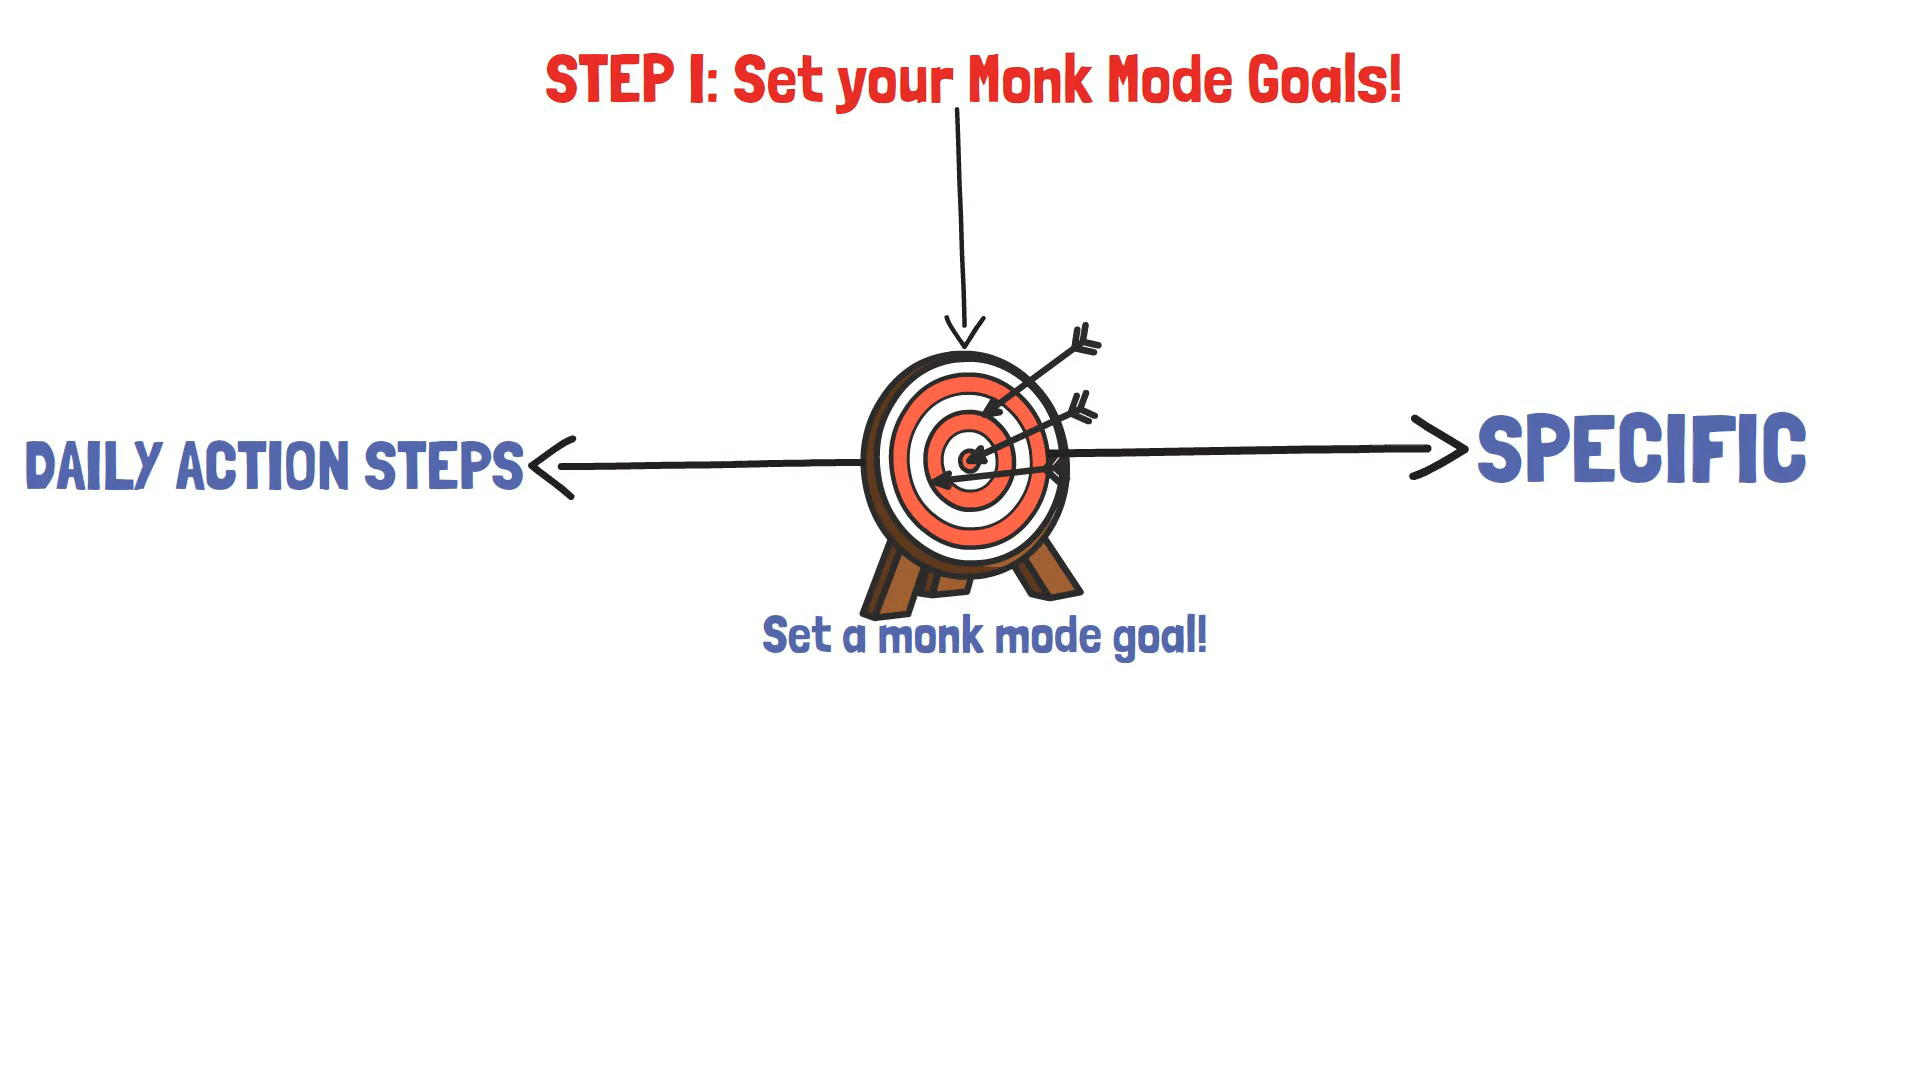 STEP 1: Set your Monk Mode Goals!
DAILY ACTION STEPS
SPECIFIC
Set a monk mode goal!